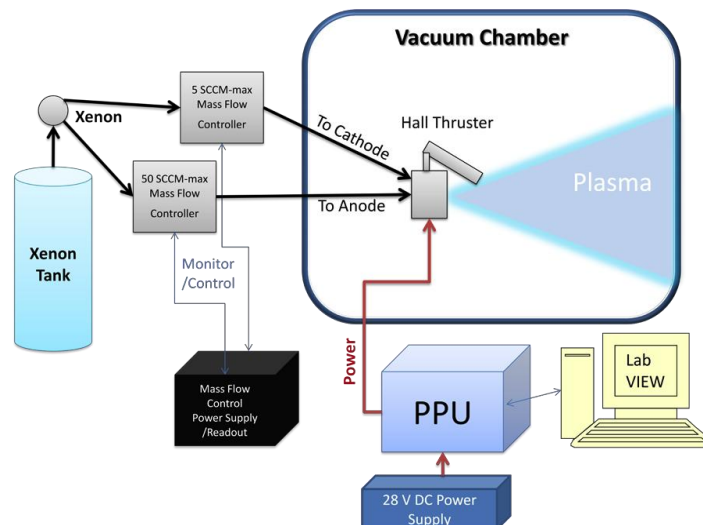 Vacuum Chamber
5 SCCM-max
Mass Flow
Controller
Xenon
To Cathode
Hall Thruster
50 SCCM-max
Mass Flow
Controller
To Anode
Plasma
Xenon
Tank
Monitor
/Control
Power
Mass Flow
Control
Power Supply
/Readout
PPU
Lab
VIEW
28 V DC Power
Supply